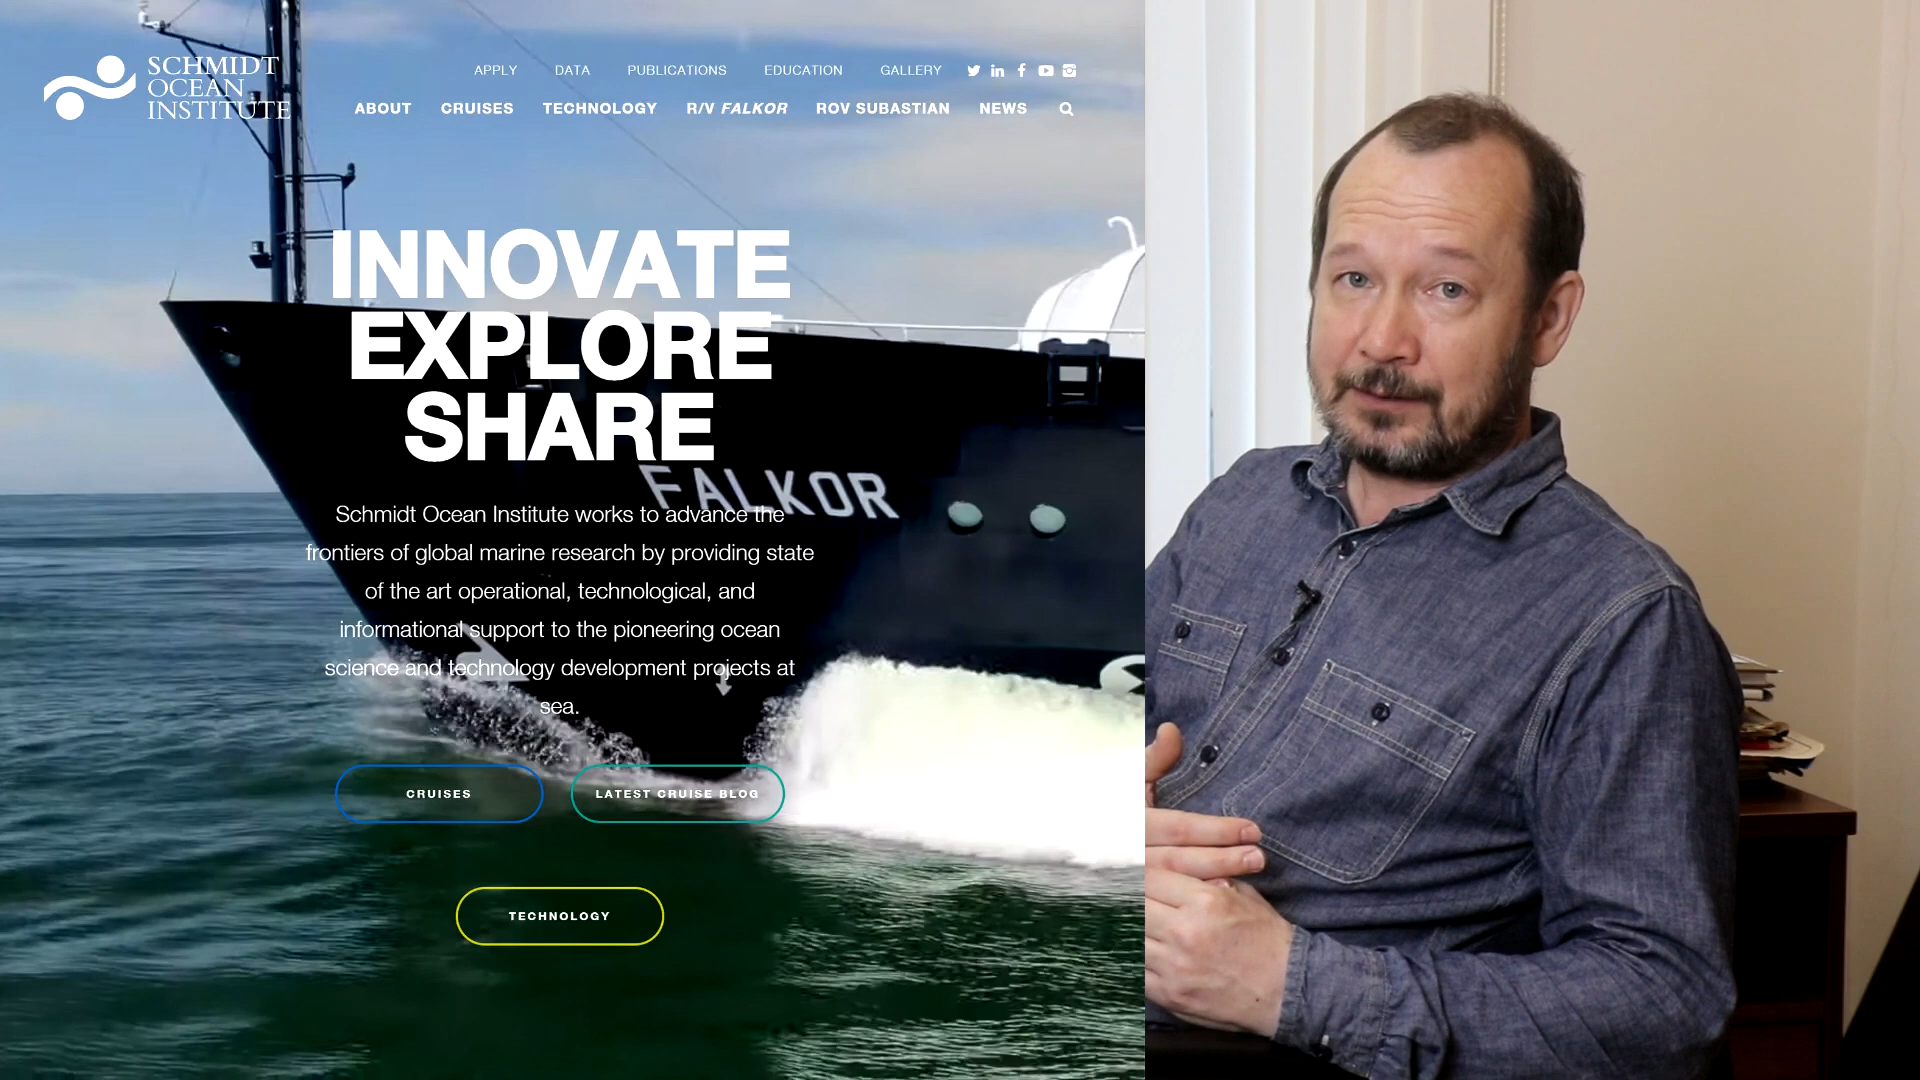 SCHMIDT
OCEAN
INSTITUTE
APPLY DATA PUBLICATIONS EDUCATION GALLERY
ABOUT CRUISES TECHNOLOGY R/V FALKOR ROV SUBASTIAN NEWS
INNOVATE
EXPLORE
SHARE
FALKOR
Schmidt Ocean Institute works to advance the
frontiers of global marine research by providing state
of the art operational, technological, and
informational support to the pioneering ocean
science and technology development projects at
sea.
CRUISES LATEST CRUISE BLOG
TECHNOLOGY